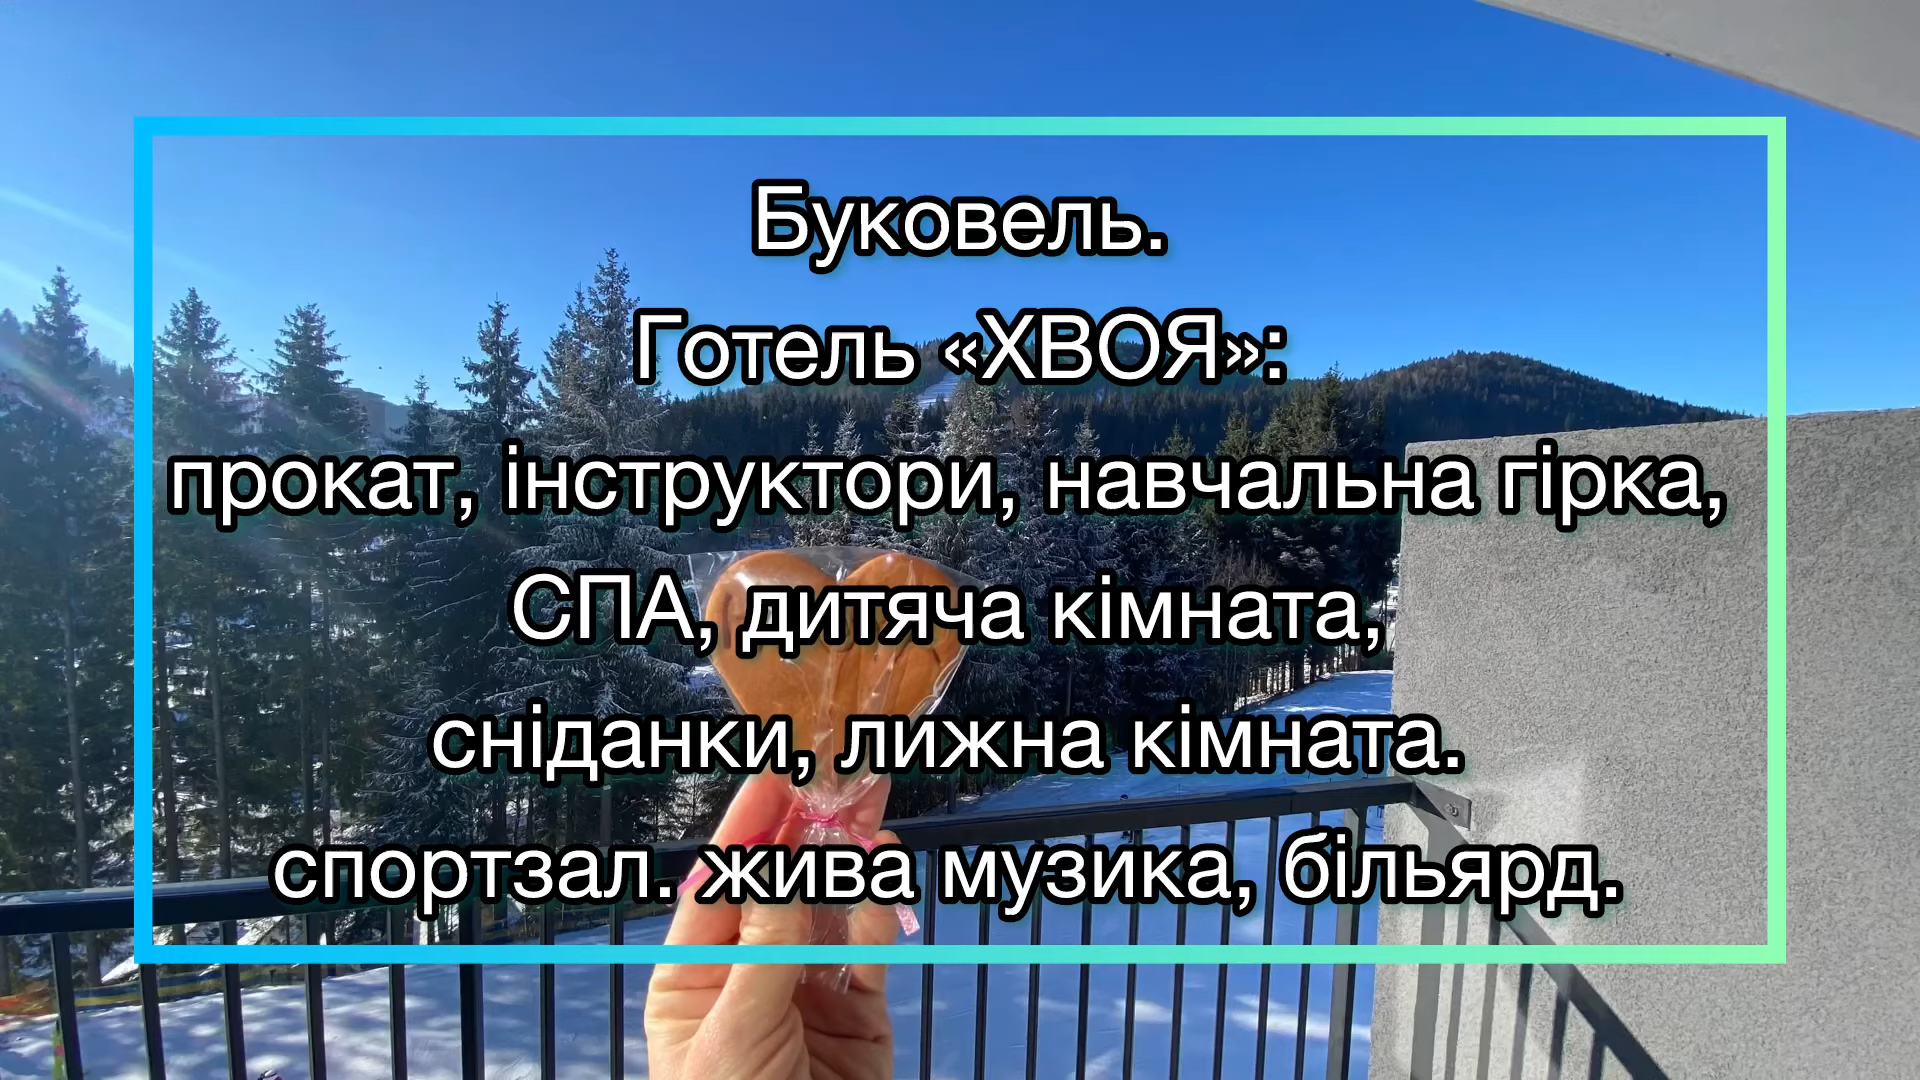 Буковель.
Готель «ХВОЯ»:
прокат, інструктори, навчальна гірка,
СПА, дитяча кімната,
сніданки, лижна кімната.
спортзал. жива музика, більярд.